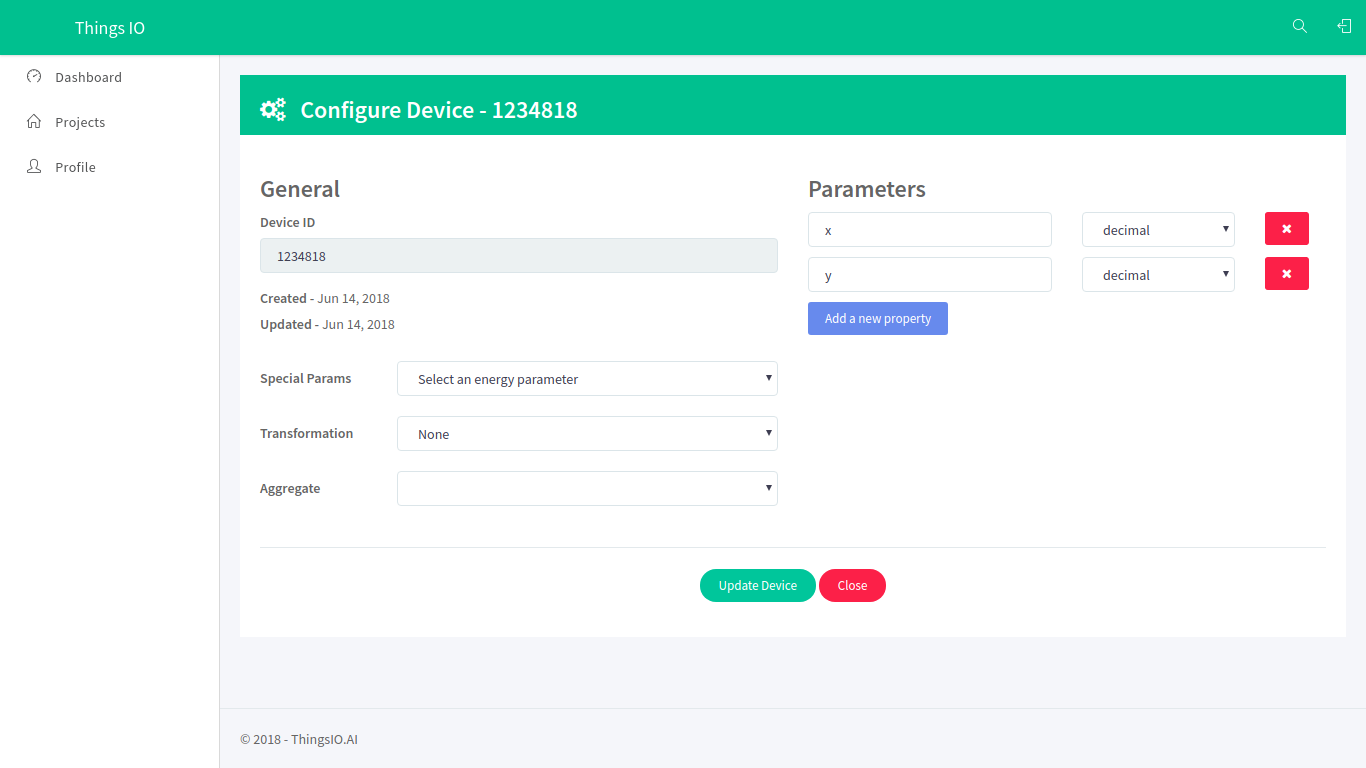 Things IO
Dashboard
Projects
Profile
Configure Device - 1234818
General
Device ID
1234818
Created - Jun 14, 2018
Updated - Jun 14, 2018
Special Params
Select an energy parameter
Transformation
None
Aggregate
Parameters
x
decimal
y
decimal
Add a new property
Update Device
Close
© 2018 - ThingsIO.AI